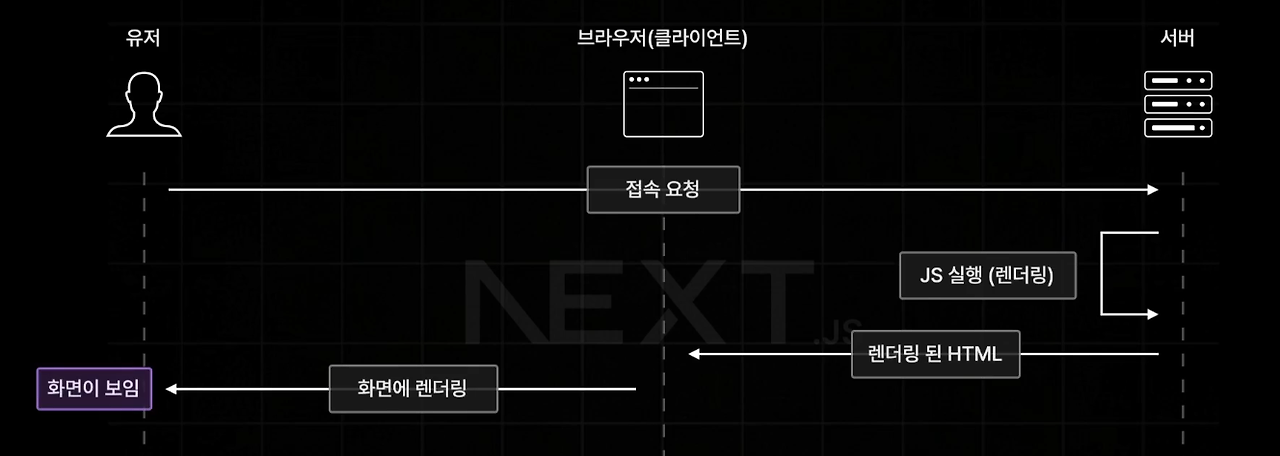 유저
브라우저(클라이언트)
서버
접속 요청
NEXT.JS
JS 실행 (렌더링)
렌더링 된 HTML
화면이 보임
화면에 렌더링